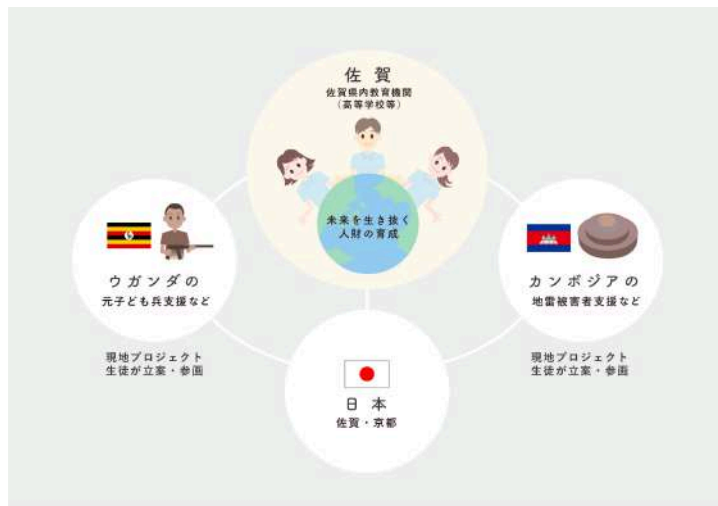 佐賀
佐賀県内教育機関
(高等学校等)
未来を生き抜く
人財の育成
ウガンダの
元子ども兵支援など
現地プロジェクト
生徒が立案・参画
カンボジアの
地雷被害者支援など
現地プロジェクト
生徒が立案・参画
日本
佐賀・京都